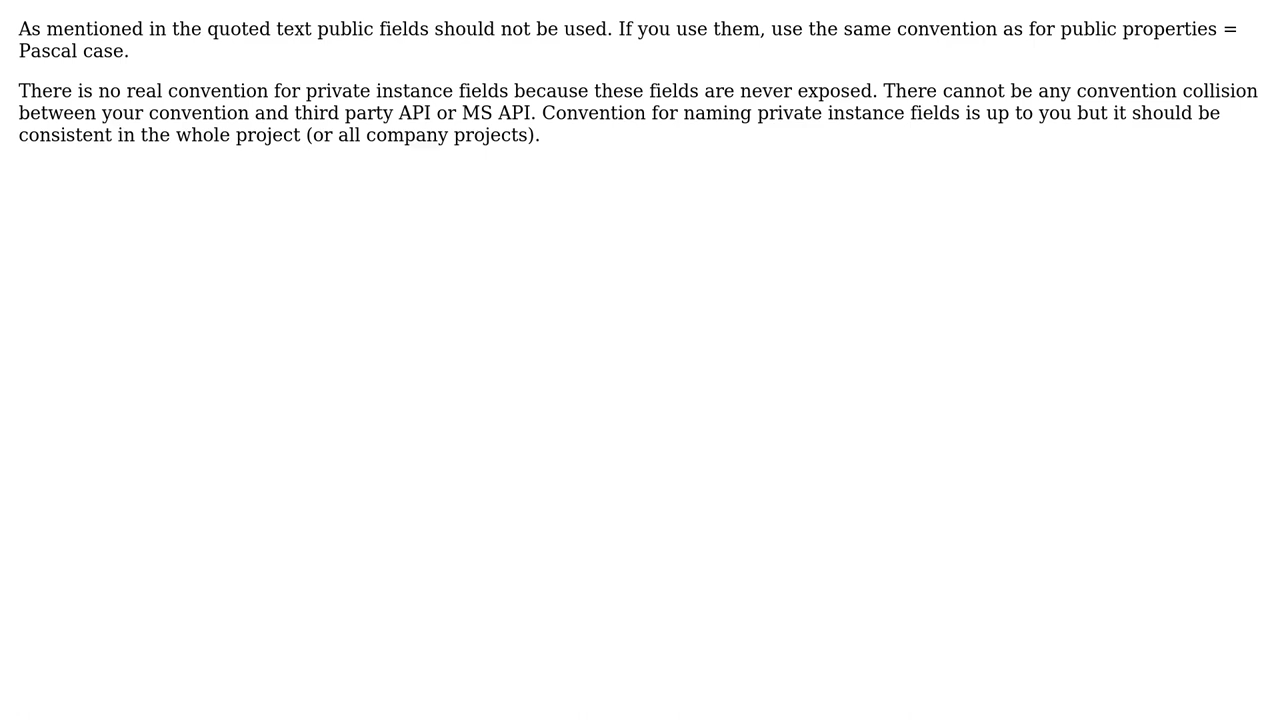 As mentioned in the quoted text public fields should not be used. If you use them, use the same convention as for public properties =
Pascal case.
There is no real convention for private instance fields because these fields are never exposed. There cannot be any convention collision
between your convention and third party API or MS API. Convention for naming private instance fields is up to you but it should be
consistent in the whole project (or all company projects).